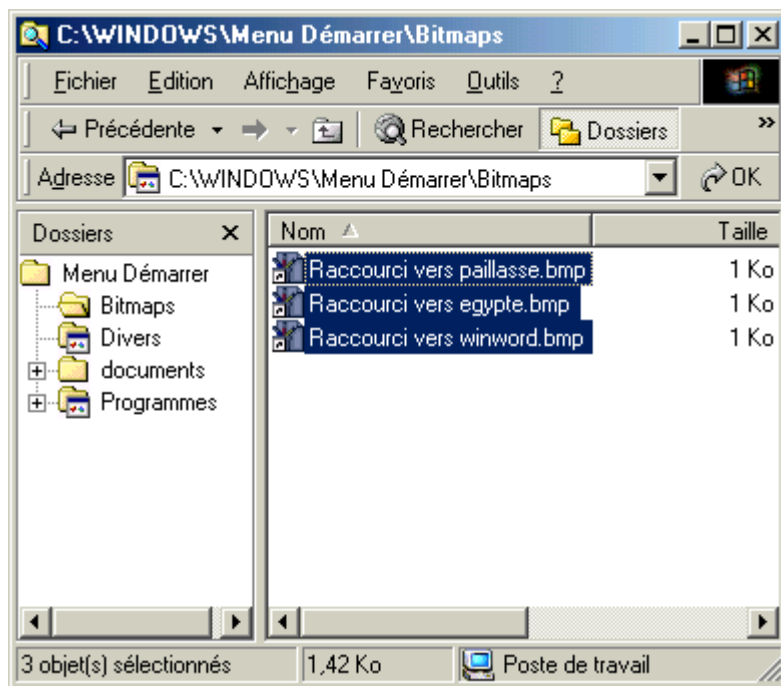 C:\WINDOWS\Menu Démarrer\Bitmaps
Fichier Edition Affichage Favoris Outils ?
Précédente Rechercher Dossiers »
Adresse C:\WINDOWS\Menu Démarrer\Bitmaps OK
Dossiers Nom Taille
Menu Démarrer Raccourci vers paillasse.bmp 1 Ko
Bitmaps Raccourci vers egypte.bmp 1 Ko
Divers Raccourci vers winword.bmp 1 Ko
documents
Programmes
3 objet(s) sélectionnés 1,42 Ko Poste de travail